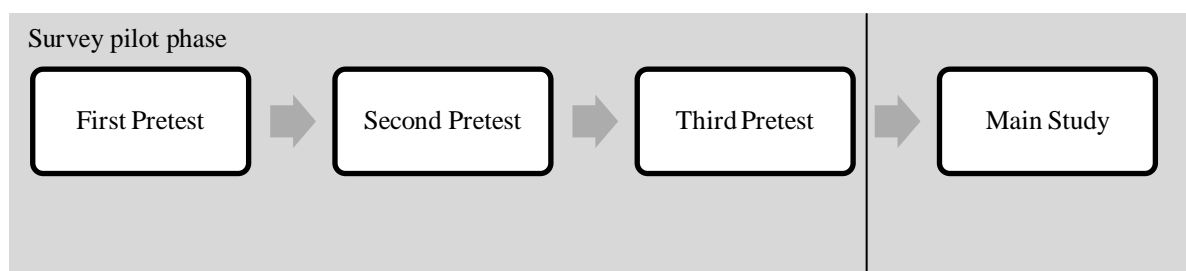 Survey pilot phase
First Pretest
Second Pretest
Third Pretest
Main Study